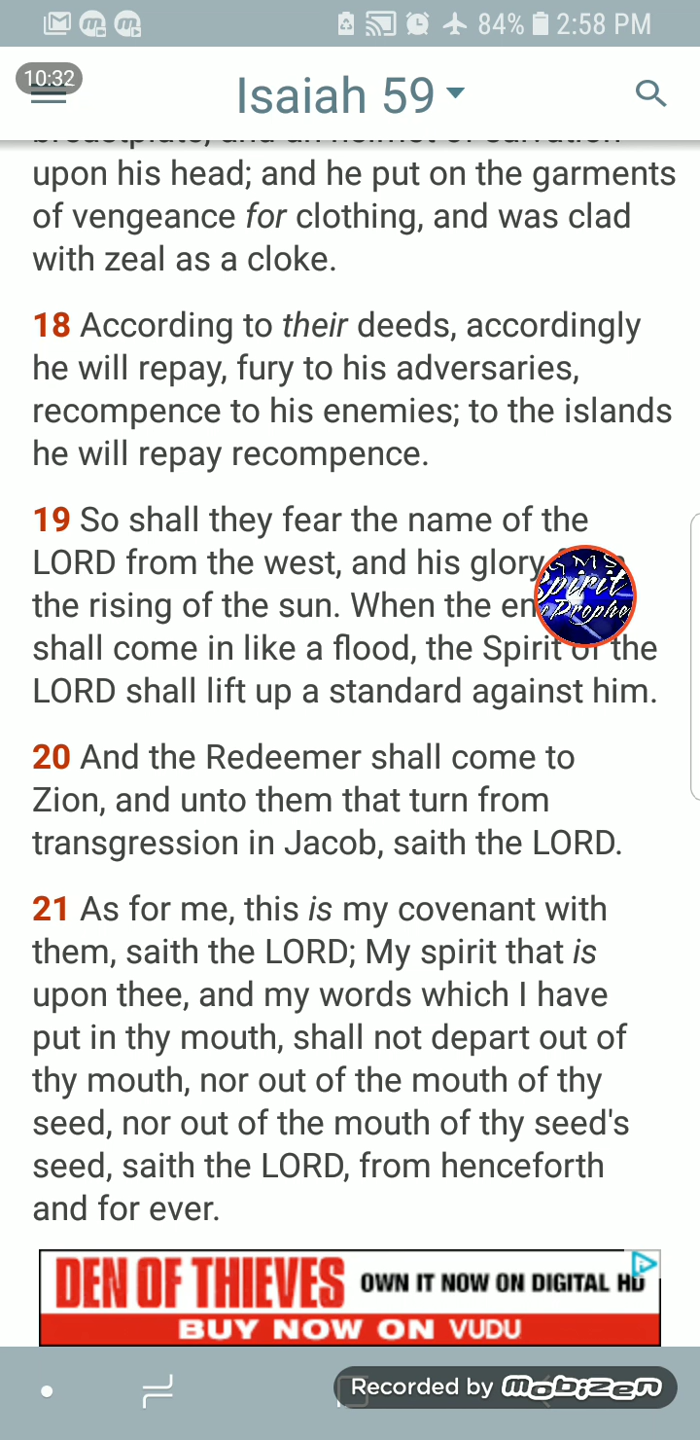 84% 2:58 PM
10:32
Isaiah 59
upon his head; and he put on the garments
of vengeance for clothing, and was clad
with zeal as a cloke.
18 According to their deeds, accordingly
he will repay, fury to his adversaries,
recompence to his enemies; to the islands
he will repay recompence.
19 So shall they fear the name of the
LORD from the west, and his glory
the rising of the sun. When the en
shall come in like a flood, the Spirit of the
LORD shall lift up a standard against him.
GMS
Spirit
Prophe
20 And the Redeemer shall come to
Zion, and unto them that turn from
transgression in Jacob, saith the LORD.
21 As for me, this is my covenant with
them, saith the LORD; My spirit that is
upon thee, and my words which I have
put in thy mouth, shall not depart out of
thy mouth, nor out of the mouth of thy
seed, nor out of the mouth of thy seed's
seed, saith the LORD, from henceforth
and for ever.
DEN OF THIEVES OWN IT NOW ON DIGITAL HD
BUY NOW ON VUDU
Recorded by mobizen